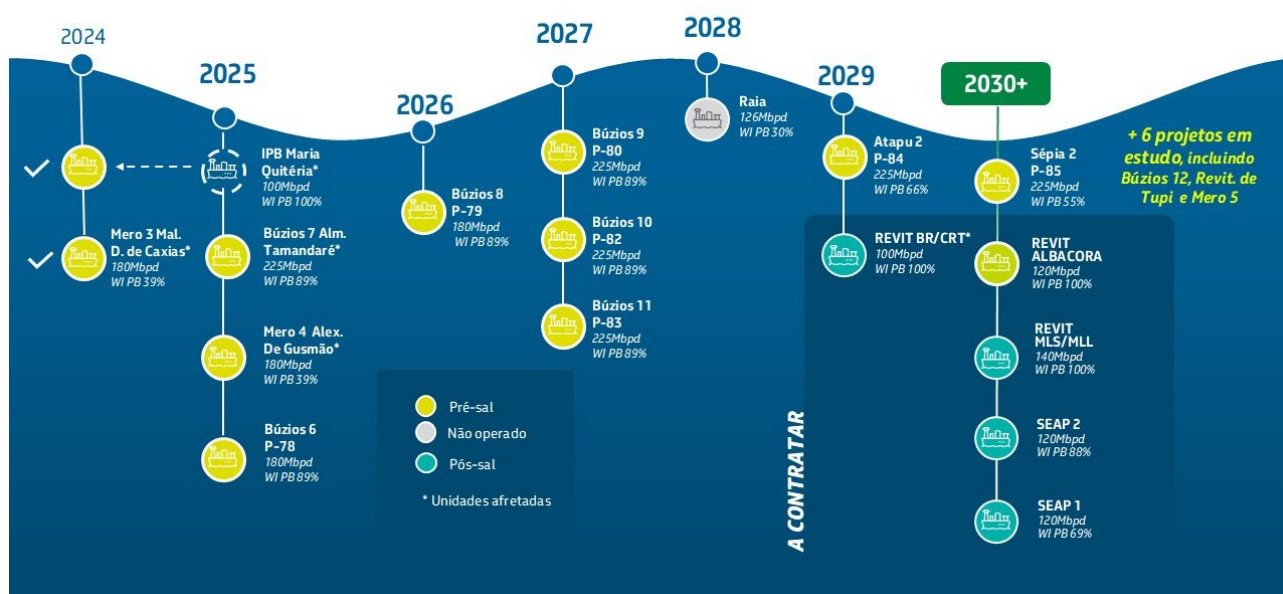 2024
Mero 3 Mal.
D. de Caxias*
180Mbpd
WI PB 39%
2025
IPB Maria
Quitéria*
100Mbpd
WI PB 100%
Búzios 7 Alm.
Tamandaré*
225Mbpd
WI PB 89%
Mero 4 Alex.
De Gusmão*
180Mbpd
WI PB 39%
Búzios 6
P-78
180Mbpd
WI PB 89%
2026
Búzios 8
P-79
180Mbpd
WI PB 89%
2027
Búzios 9
P-80
225Mbpd
WI PB 89%
Búzios 10
P-82
225Mbpd
WI PB 89%
Búzios 11
P-83
225Mbpd
WI PB 89%
2028
Raia
126Mbpd
WI PB 30%
2029
Atapu 2
P-84
225Mbpd
WI PB 66%
REVIT BR/CRT*
100Mbpd
WI PB 100%
2030+
Sépia 2
P-85
225Mbpd
WI PB 55%
REVIT
ALBACORA
120Mbpd
WI PB 100%
REVIT
MLS/MLL
140Mbpd
WI PB 100%
SEAP 2
120Mbpd
WI PB 88%
SEAP 1
120Mbpd
WI PB 69%
+ 6 projetos em
estudo, incluindo
Búzios 12, Revit. de
Tupi e Mero 5
A CONTRATAR
Pré-sal
Não operado
Pós-sal
* Unidades afretadas